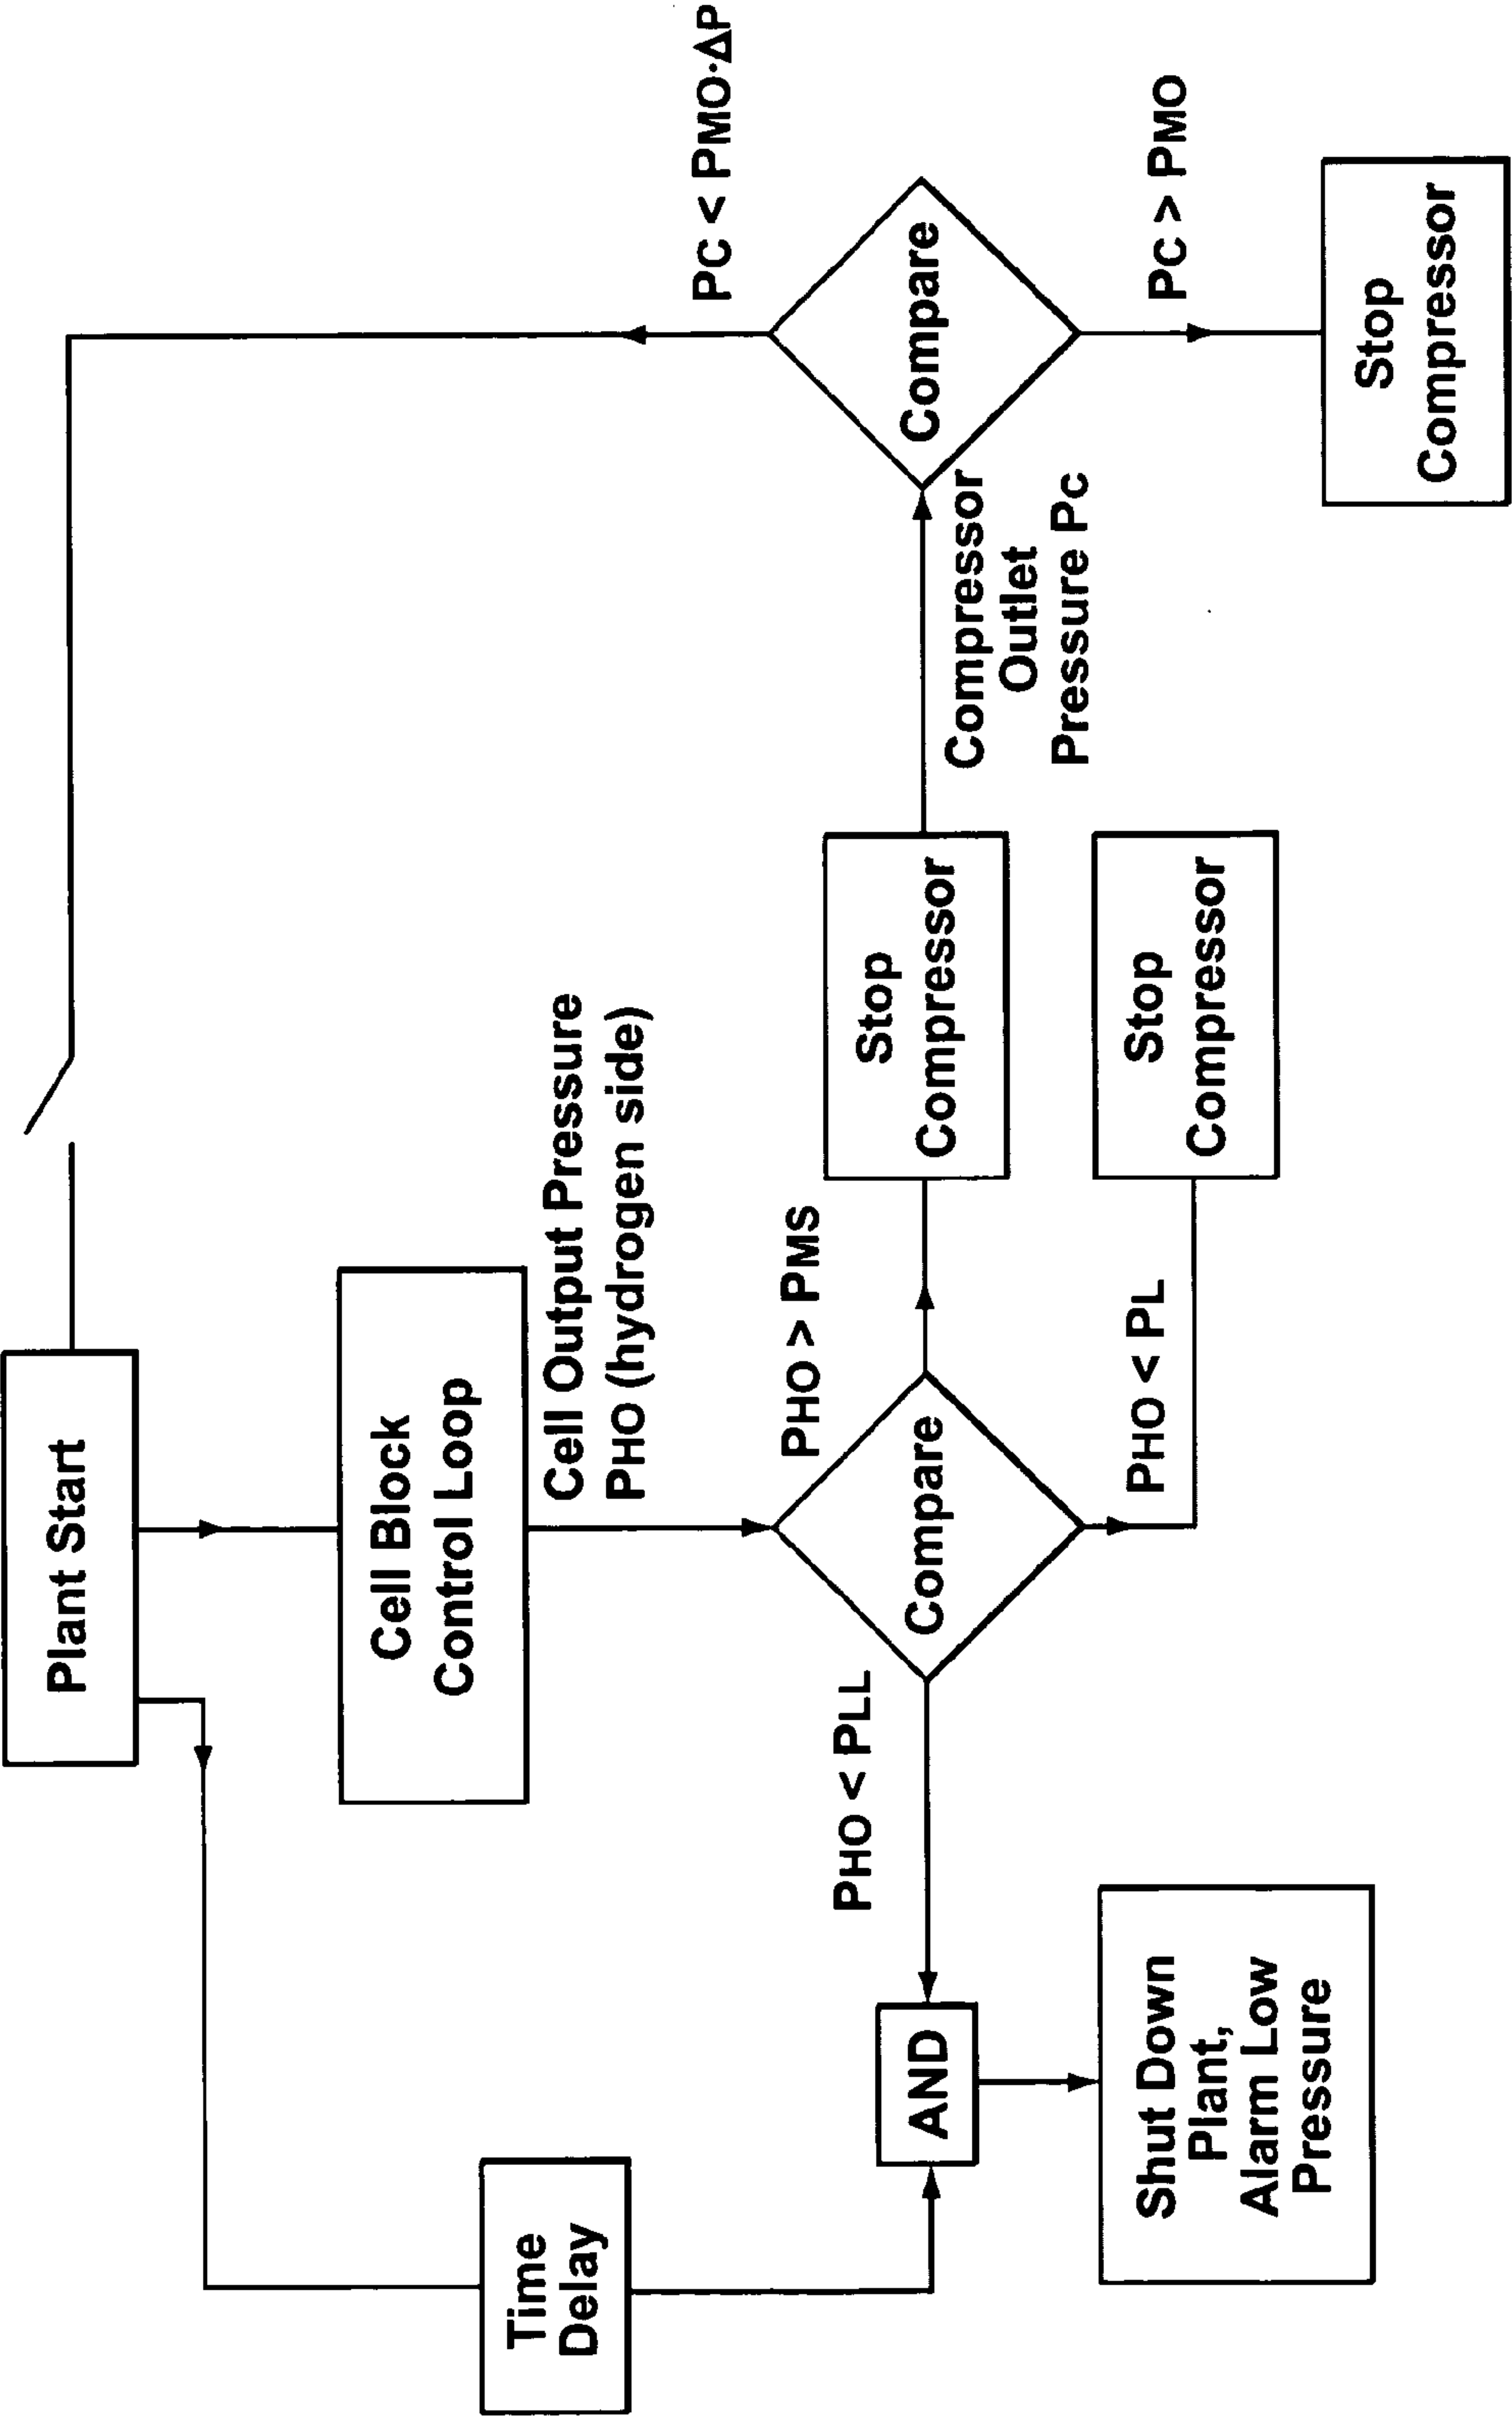 Plant Start
Cell Block
Control Loop
Cell Output Pressure
PHO (hydrogen side)
Time
Delay
PHO < PLL
Compare
PHO > PMS
PHO < PL
AND
Shut Down
Plant,
Alarm Low
Pressure
Stop
Compressor
Stop
Compressor
Compressor
Outlet
Pressure PC
Compare
PC < PMO·ΔP
PC > PMO
Stop
Compressor